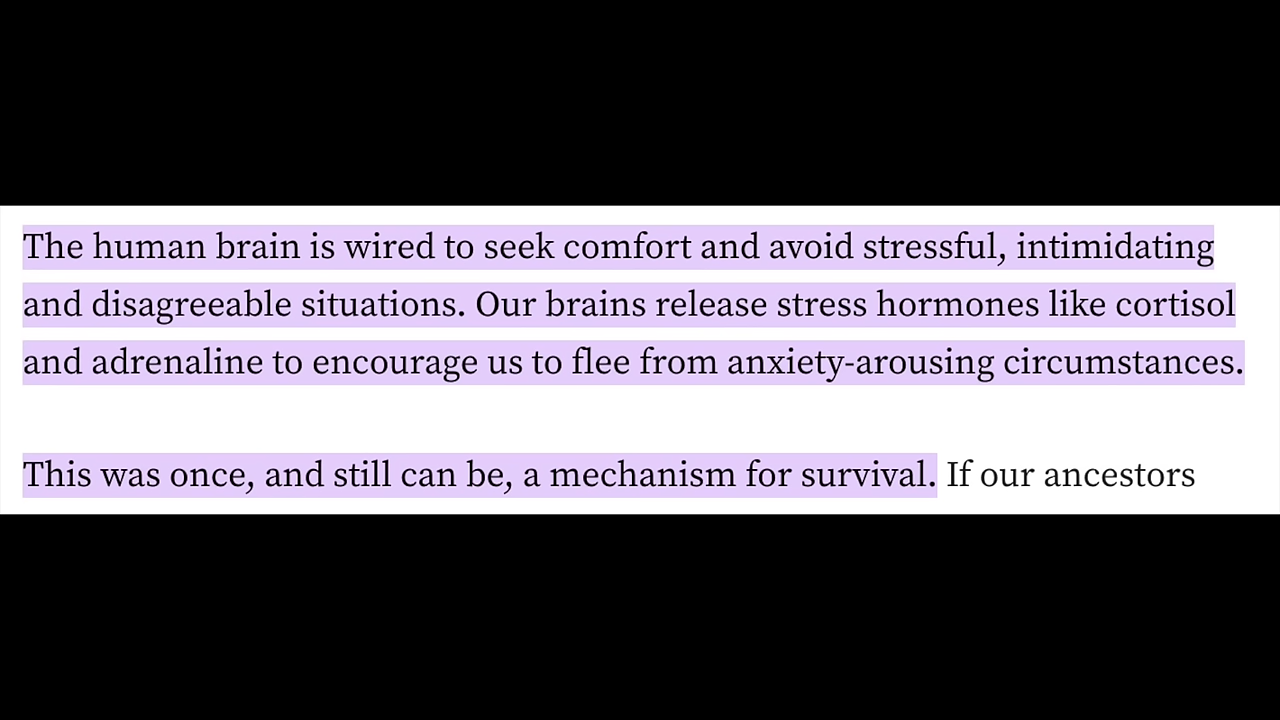 The human brain is wired to seek comfort and avoid stressful, intimidating
and disagreeable situations. Our brains release stress hormones like cortisol
and adrenaline to encourage us to flee from anxiety-arousing circumstances.
This was once, and still can be, a mechanism for survival. If our ancestors